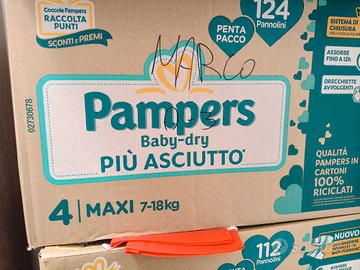 Coccole Pampers
RACCOLTA
PUNTI
SCONTI E PREMI
PENTA
PACCO
124
Pannolini
SISTEMA DI
CHIUSURA
ASSORBE
FINO A 12h
ORECCHIETTE
AVVOLGENTI
MARCO
Pampers
Baby-dry
PIÙ ASCIUTTO*
02730678
QUALITÀ
PAMPERS IN
CARTONI
100%
RICICLATI
4 MAXI 7-18kg
112
Pannolini
NUOVO